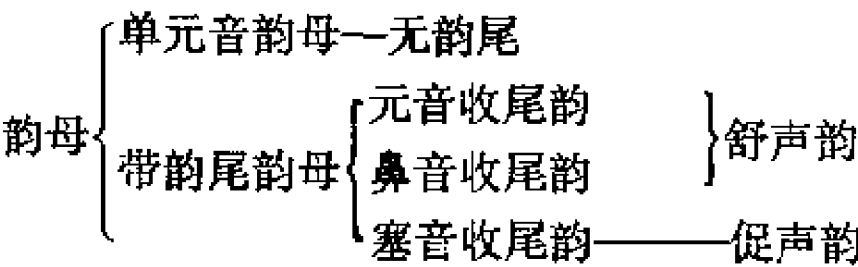 单元音韵母——无韵尾
元音收尾韵
韵母
舒声韵
带韵尾韵母
鼻音收尾韵
塞音收尾韵——促声韵